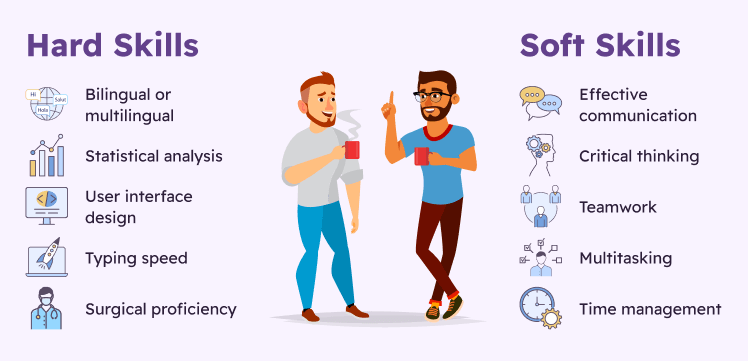 Hard Skills
Hi
Salut
Hola
Bilingual or
multilingual
Statistical analysis
User interface
design
Typing speed
Surgical proficiency
Soft Skills
Effective
communication
Critical thinking
Teamwork
Multitasking
Time management